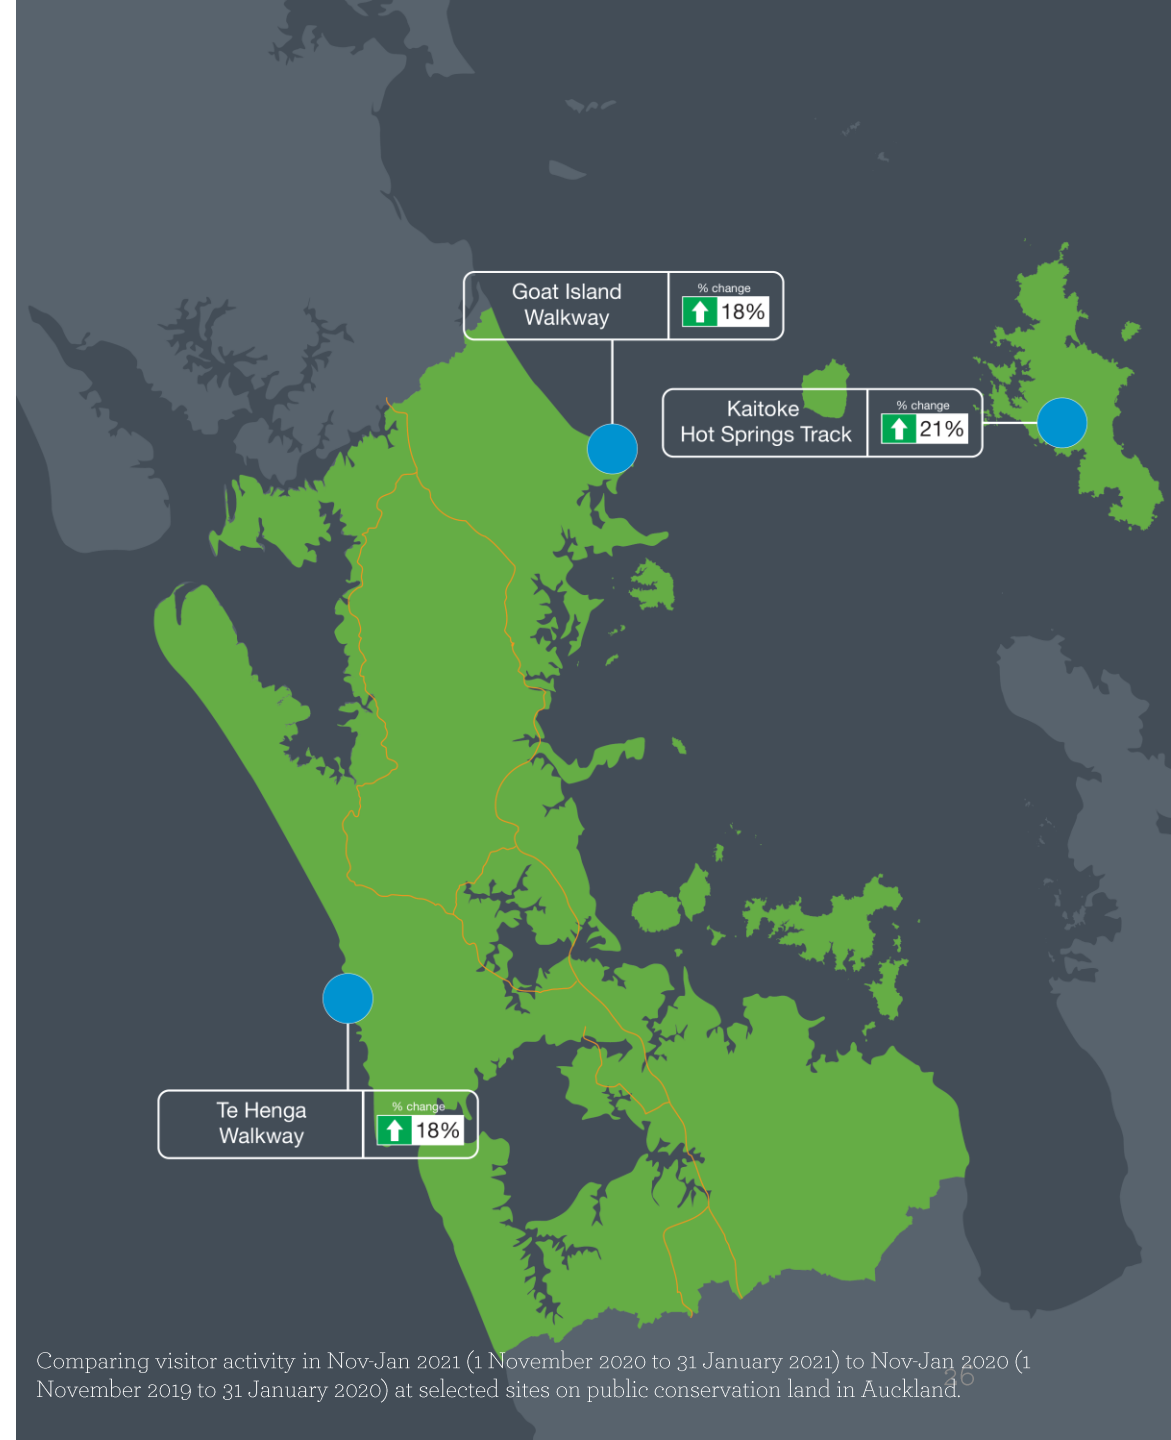 Goat Island
Walkway
% change
18%
Kaitoke
Hot Springs Track
% change
21%
Te Henga
Walkway
% change
18%
Comparing visitor activity in Nov-Jan 2021 (1 November 2020 to 31 January 2021) to Nov-Jan 2020 (1
November 2019 to 31 January 2020) at selected sites on public conservation land in Auckland.
26